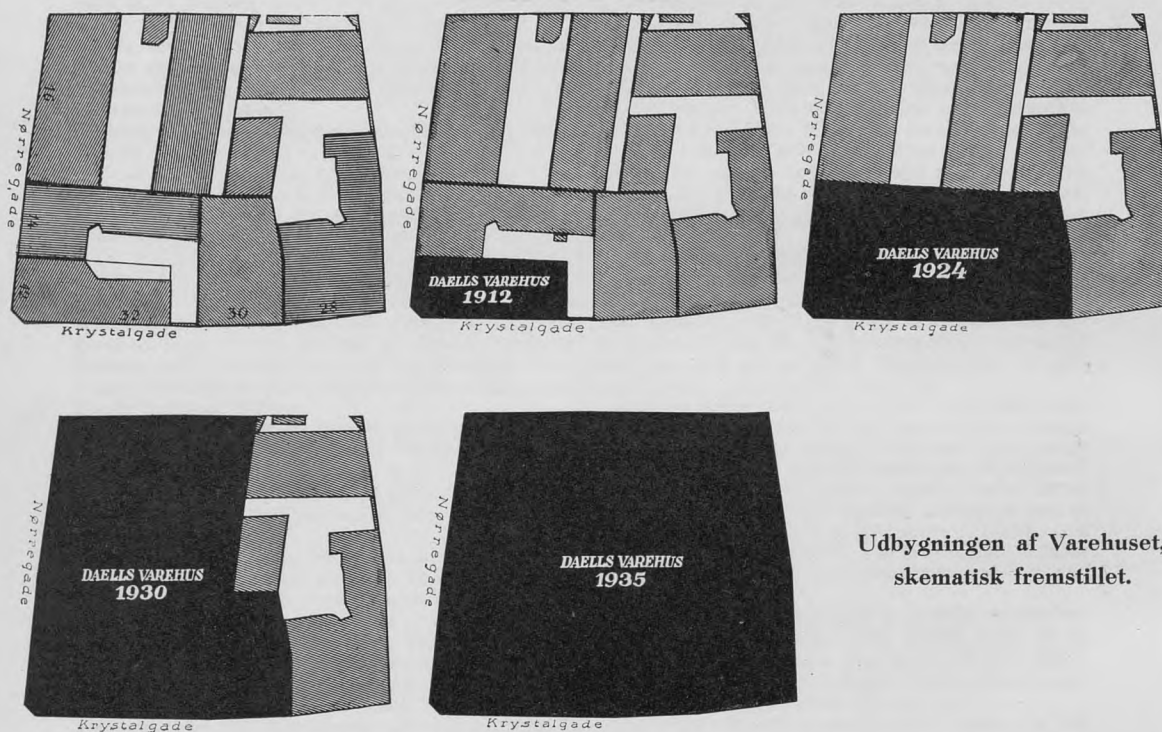 Nørregade
16
14
12
32
30
28
Krystalgade
Nørregade
DAELLS VAREHUS
1912
Krystalgade
Nørregade
DAELLS VAREHUS
1924
Krystalgade
Nørregade
DAELLS VAREHUS
1930
Krystalgade
Nørregade
DAELLS VAREHUS
1935
Krystalgade
Udbygningen af Varehuset,
skematisk fremstillet.